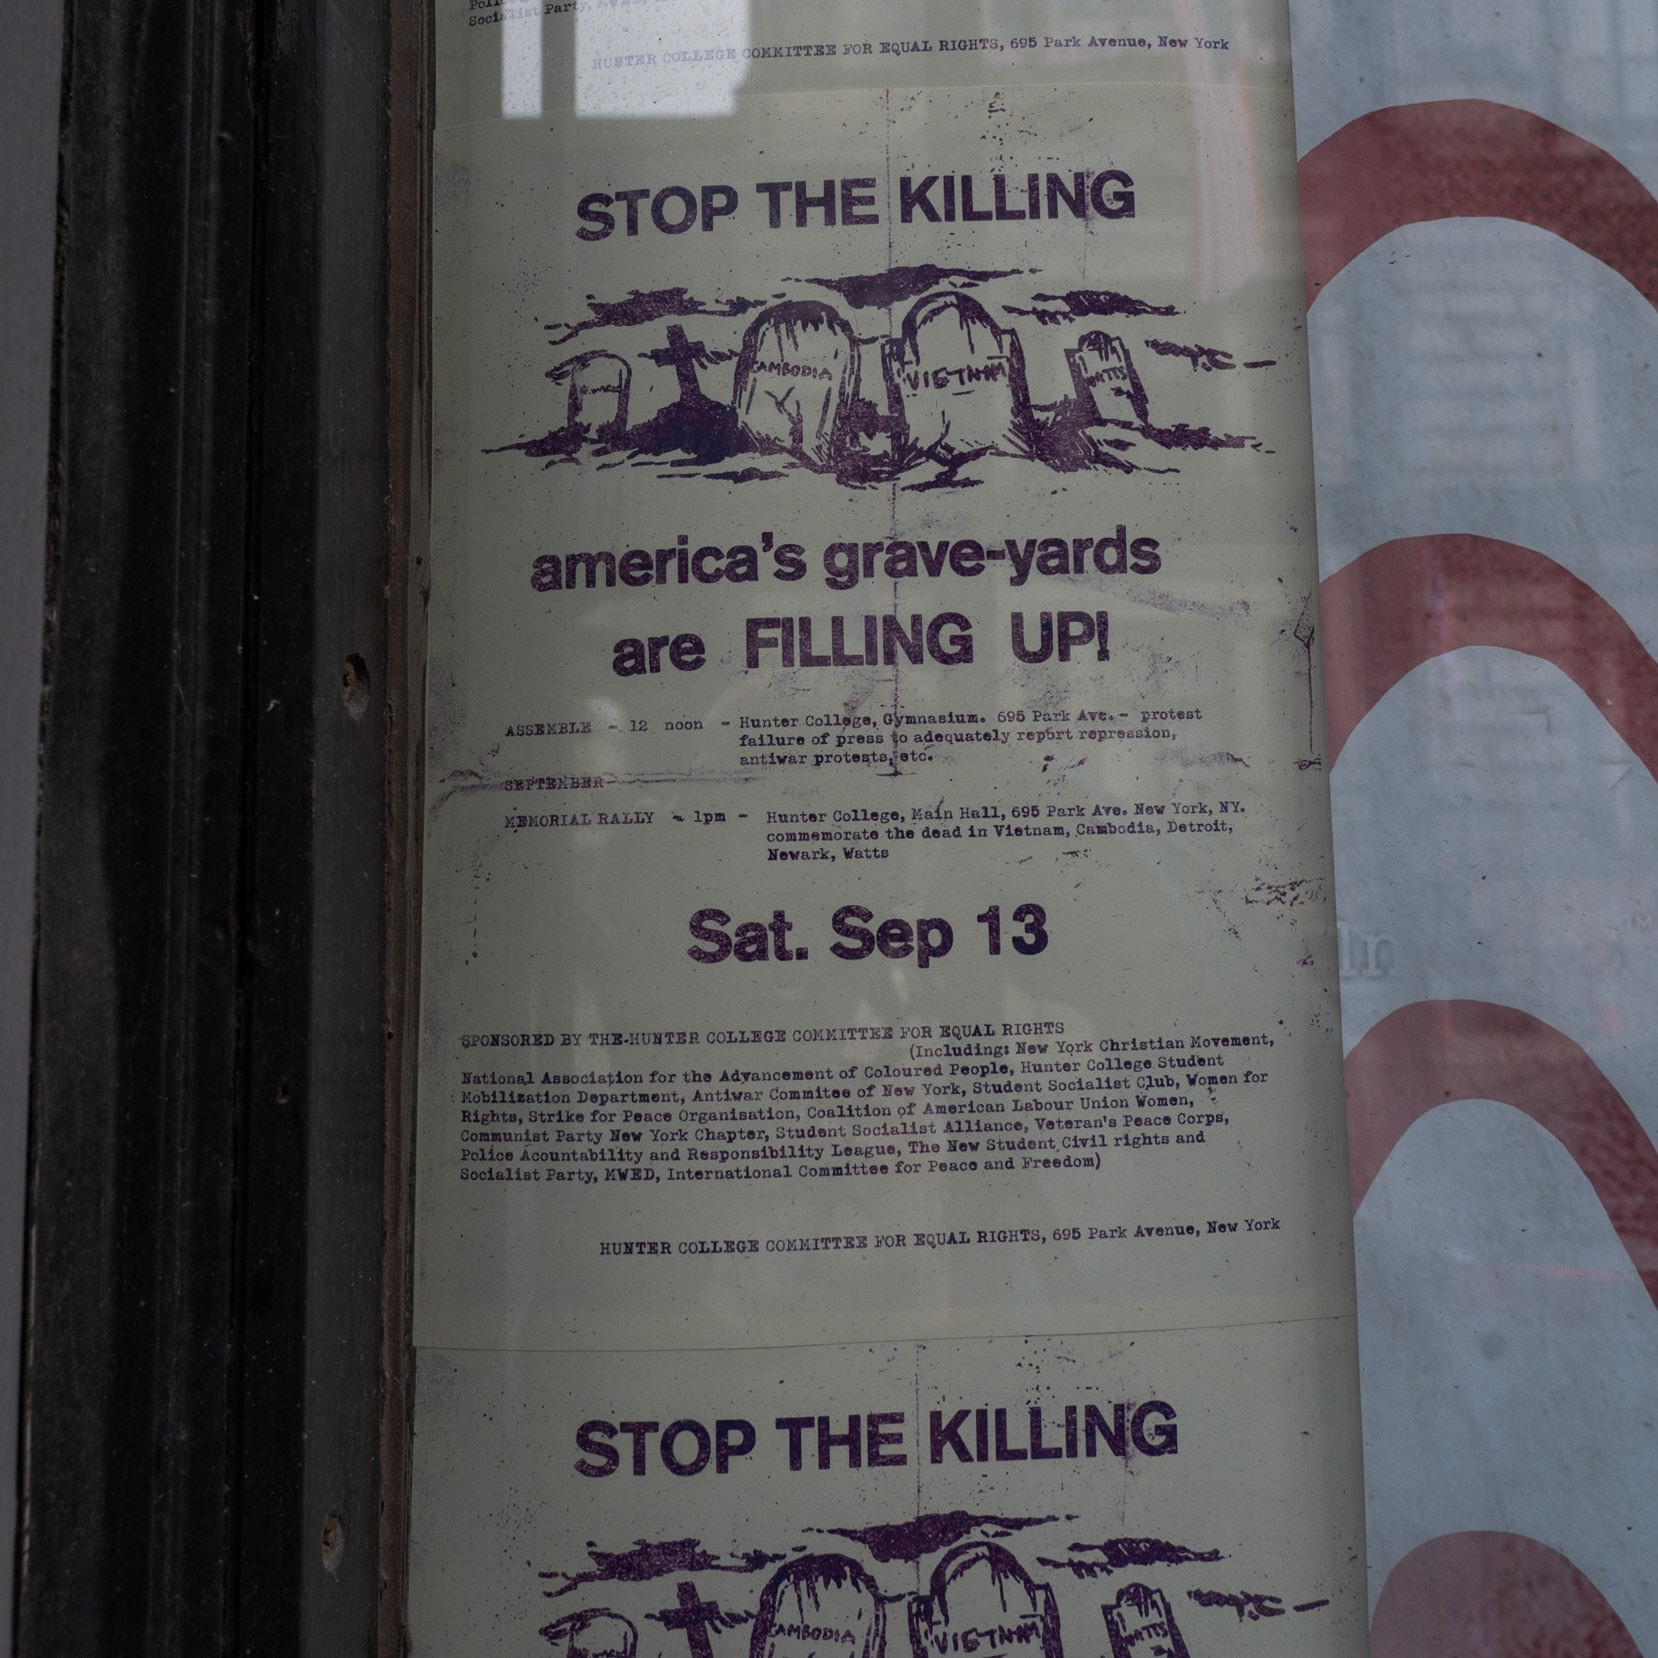 Socialist Party, MWED,
HUNTER COLLEGE COMMITTEE FOR EQUAL RIGHTS, 695 Park Avenue, New York
STOP THE KILLING
CAMBODIA
VIETNAM
WATTS
america's grave-yards
are FILLING UP!
ASSEMBLE - 12 noon - Hunter College, Gymnasium. 695 Park Ave. - protest
failure of press to adequately report repression,
antiwar protests, etc.
SEPTEMBER
MEMORIAL RALLY - 1pm - Hunter College, Main Hall, 695 Park Ave. New York, NY.
commemorate the dead in Vietnam, Cambodia, Detroit,
Newark, Watts
Sat. Sep 13
SPONSORED BY THE HUNTER COLLEGE COMMITTEE FOR EQUAL RIGHTS
(Including: New York Christian Movement,
National Association for the Advancement of Coloured People, Hunter College Student
Mobilization Department, Antiwar Commitee of New York, Student Socialist Club, Women for
Rights, Strike for Peace Organisation, Coalition of American Labour Union Women,
Communist Party New York Chapter, Student Socialist Alliance, Veteran's Peace Corps,
Police Acountability and Responsibility League, The New Student Civil rights and
Socialist Party, MWED, International Committee for Peace and Freedom)
HUNTER COLLEGE COMMITTEE FOR EQUAL RIGHTS, 695 Park Avenue, New York
STOP THE KILLING
CAMBODIA
VIETNAM
WATTS